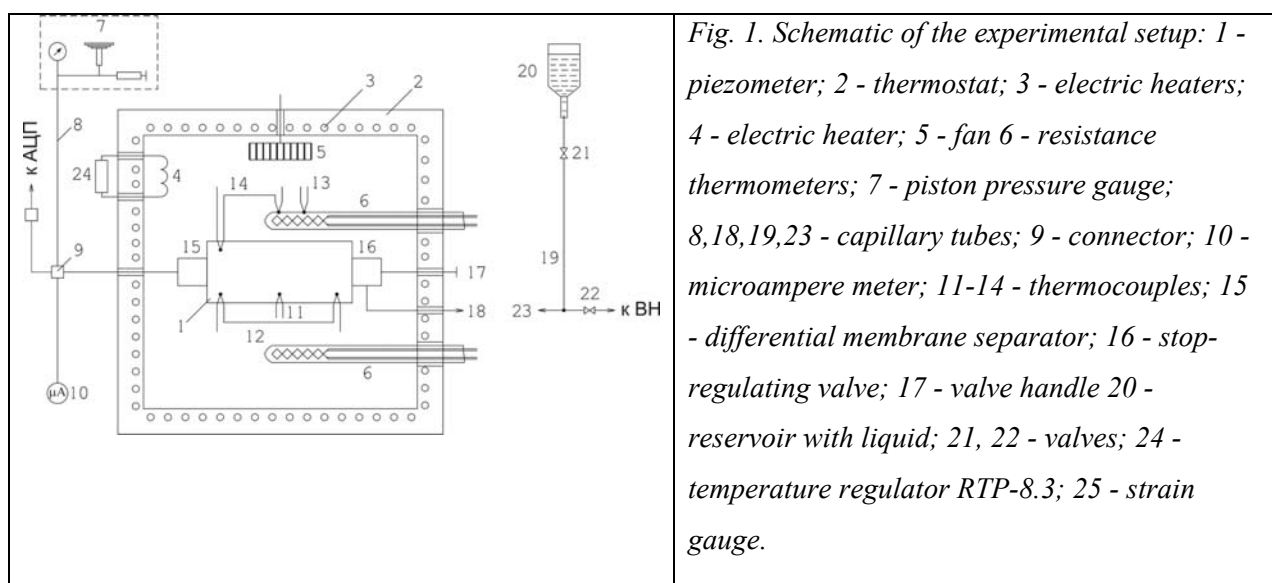 7
3
2
20
к АЦП
8
24
4
5
21
14
13
6
9
15
16
19
17
22
1
11
18
23
к ВН
12
6
μA 10
Fig. 1. Schematic of the experimental setup: 1 -
piezometer; 2 - thermostat; 3 - electric heaters;
4 - electric heater; 5 - fan 6 - resistance
thermometers; 7 - piston pressure gauge;
8,18,19,23 - capillary tubes; 9 - connector; 10 -
microampere meter; 11-14 - thermocouples; 15
- differential membrane separator; 16 - stop-
regulating valve; 17 - valve handle 20 -
reservoir with liquid; 21, 22 - valves; 24 -
temperature regulator RTP-8.3; 25 - strain
gauge.